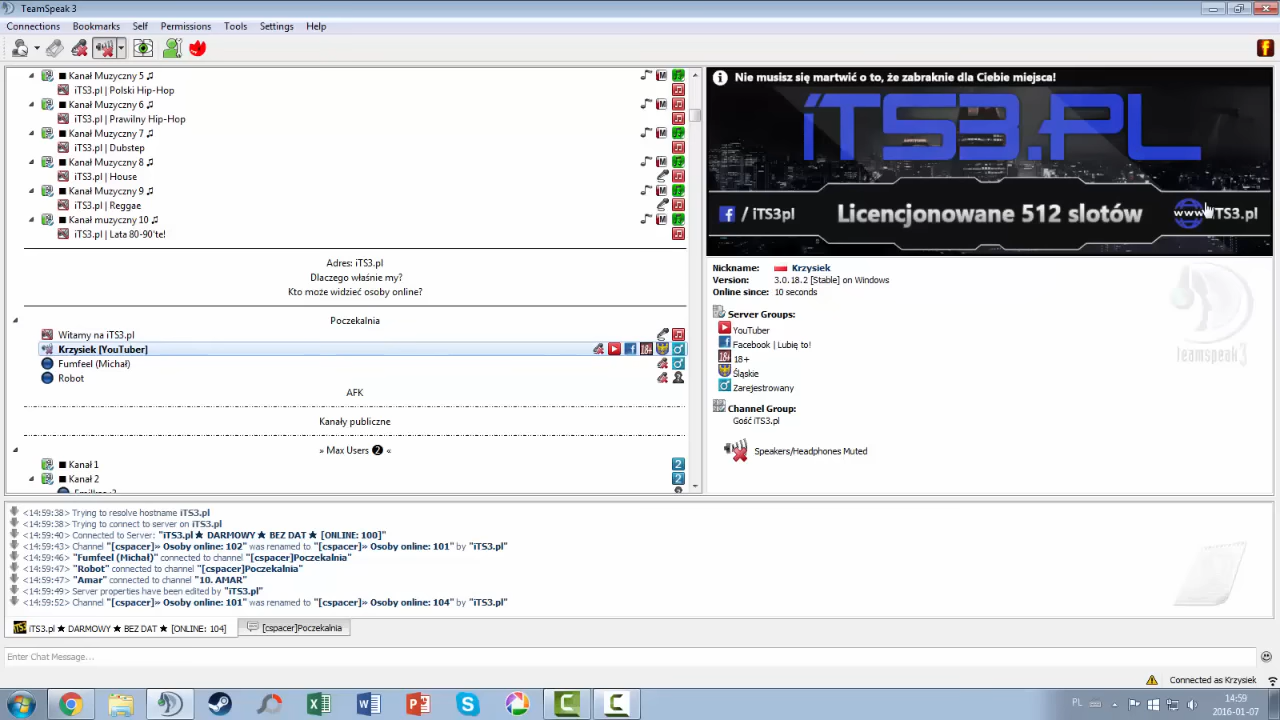 TeamSpeak 3
Connections Bookmarks Self Permissions Tools Settings Help
■ Kanał Muzyczny 5 ♫
iTS3.pl | Polski Hip-Hop
■ Kanał Muzyczny 6 ♫
iTS3.pl | Prawilny Hip-Hop
■ Kanał Muzyczny 7 ♫
iTS3.pl | Dubstep
■ Kanał Muzyczny 8 ♫
iTS3.pl | House
■ Kanał Muzyczny 9 ♫
iTS3.pl | Reggae
■ Kanał muzyczny 10 ♫
iTS3.pl | Lata 80-90'te!
Adres: iTS3.pl
Dlaczego właśnie my?
Kto może widzieć osoby online?
Poczekalnia
Witamy na iTS3.pl
Krzysiek [YouTuber]
Fumfeel (Michał)
Robot
AFK
Kanały publiczne
» Max Users ❷ «
■ Kanał 1
■ Kanał 2
Nie musisz się martwić o to, że zabraknie dla Ciebie miejsca!
iTS3.PL
/ iTS3pl
Licencjonowane 512 slotów
www iTS3.pl
Nickname: Krzysiek
Version: 3.0.18.2 [Stable] on Windows
Online since: 10 seconds
Server Groups:
YouTuber
Facebook | Lubię to!
18+
Śląskie
Zarejestrowany
Channel Group:
Gość iTS3.pl
Speakers/Headphones Muted
teamspeak3
<14:59:38> Trying to resolve hostname iTS3.pl
<14:59:38> Trying to connect to server on iTS3.pl
<14:59:40> Connected to Server: "iTS3.pl★ DARMOWY ★ BEZ DAT ★ [ONLINE: 100]"
<14:59:43> Channel "[cspacer]» Osoby online: 102" was renamed to "[cspacer]» Osoby online: 101" by "iTS3.pl"
<14:59:46> "Fumfeel (Michał)" connected to channel "[cspacer]Poczekalnia"
<14:59:47> "Robot" connected to channel "[cspacer]Poczekalnia"
<14:59:47> "Amar" connected to channel "10. AMAR"
<14:59:49> Server properties have been edited by "iTS3.pl"
<14:59:52> Channel "[cspacer]» Osoby online: 101" was renamed to "[cspacer]» Osoby online: 104" by "iTS3.pl"
iTS3.pl ★ DARMOWY ★ BEZ DAT ★ [ONLINE: 104]
[cspacer]Poczekalnia
Enter Chat Message...
Connected as Krzysiek
PL
14:59
2016-01-07